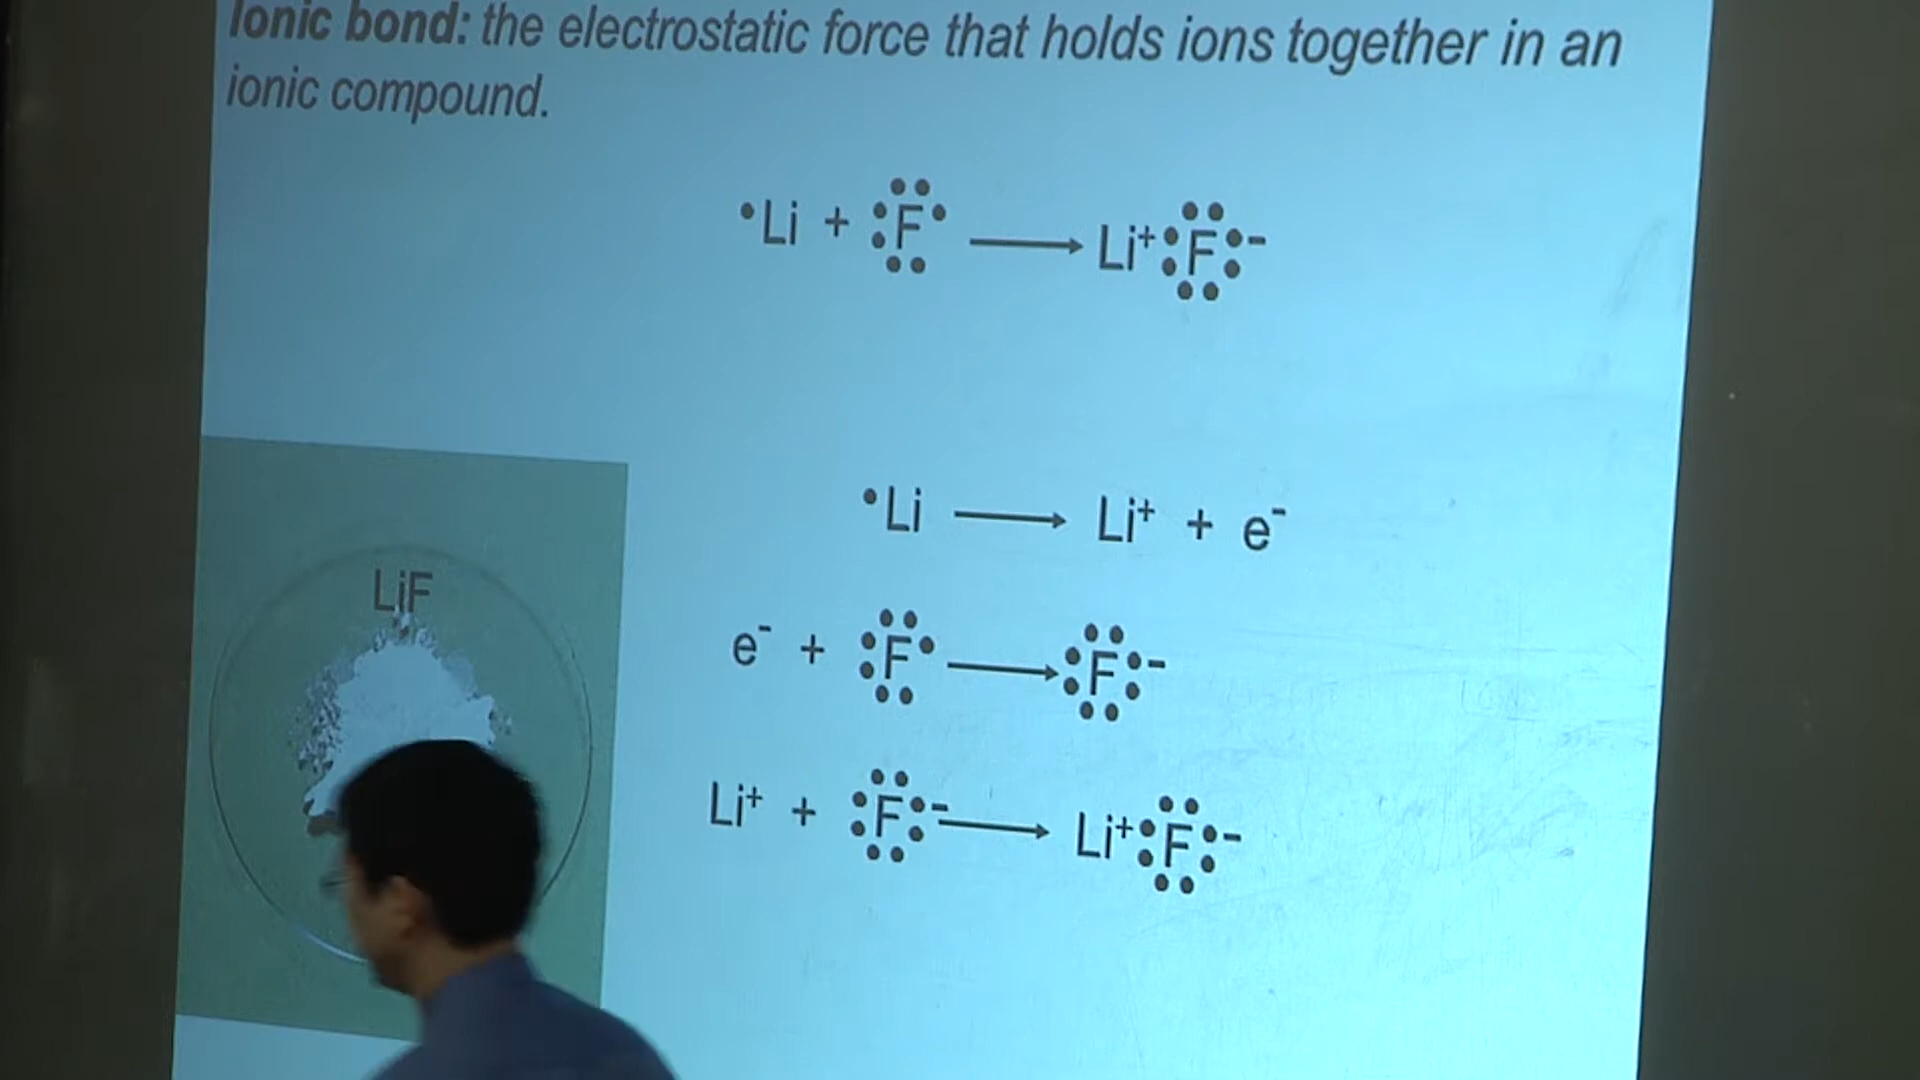 Ionic bond: the electrostatic force that holds ions together in an
ionic compound.
•Li + :F• ⟶ Li⁺:F:⁻
•Li ⟶ Li⁺ + e⁻
LiF
e⁻ + :F• ⟶ :F:⁻
Li⁺ + :F:⁻ ⟶ Li⁺:F:⁻